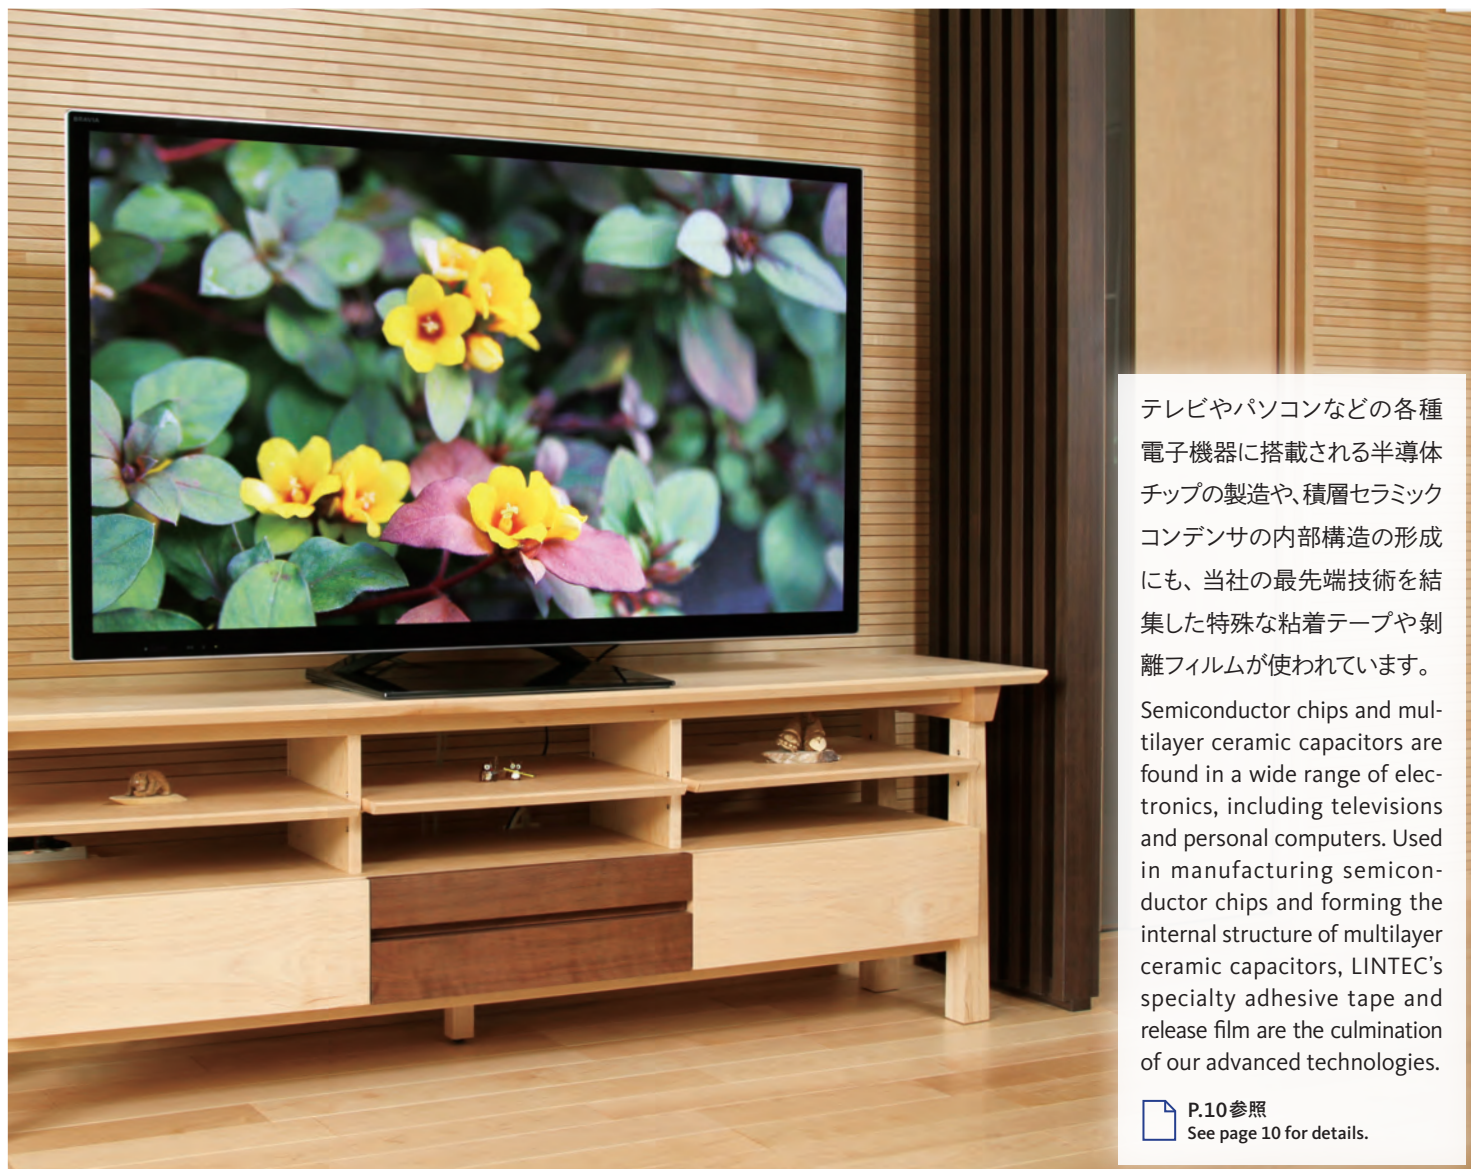 BRAVIA
テレビやパソコンなどの各種
電子機器に搭載される半導体
チップの製造や、積層セラミック
コンデンサの内部構造の形成
にも、当社の最先端技術を結
集した特殊な粘着テープや剝
離フィルムが使われています。
Semiconductor chips and mul-
tilayer ceramic capacitors are
found in a wide range of elec-
tronics, including televisions
and personal computers. Used
in manufacturing semicon-
ductor chips and forming the
internal structure of multilayer
ceramic capacitors, LINTEC’s
specialty adhesive tape and
release film are the culmination
of our advanced technologies.
P.10参照
See page 10 for details.